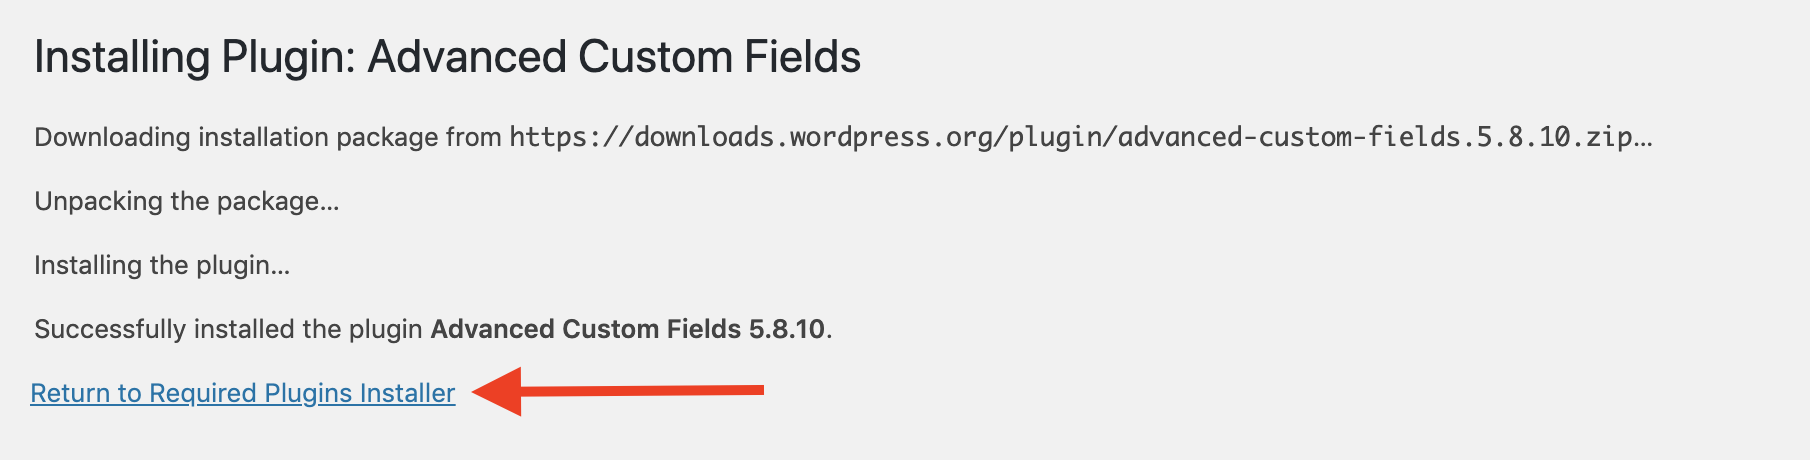 Installing Plugin: Advanced Custom Fields
Downloading installation package from https://downloads.wordpress.org/plugin/advanced-custom-fields.5.8.10.zip…
Unpacking the package…
Installing the plugin…
Successfully installed the plugin Advanced Custom Fields 5.8.10.
Return to Required Plugins Installer